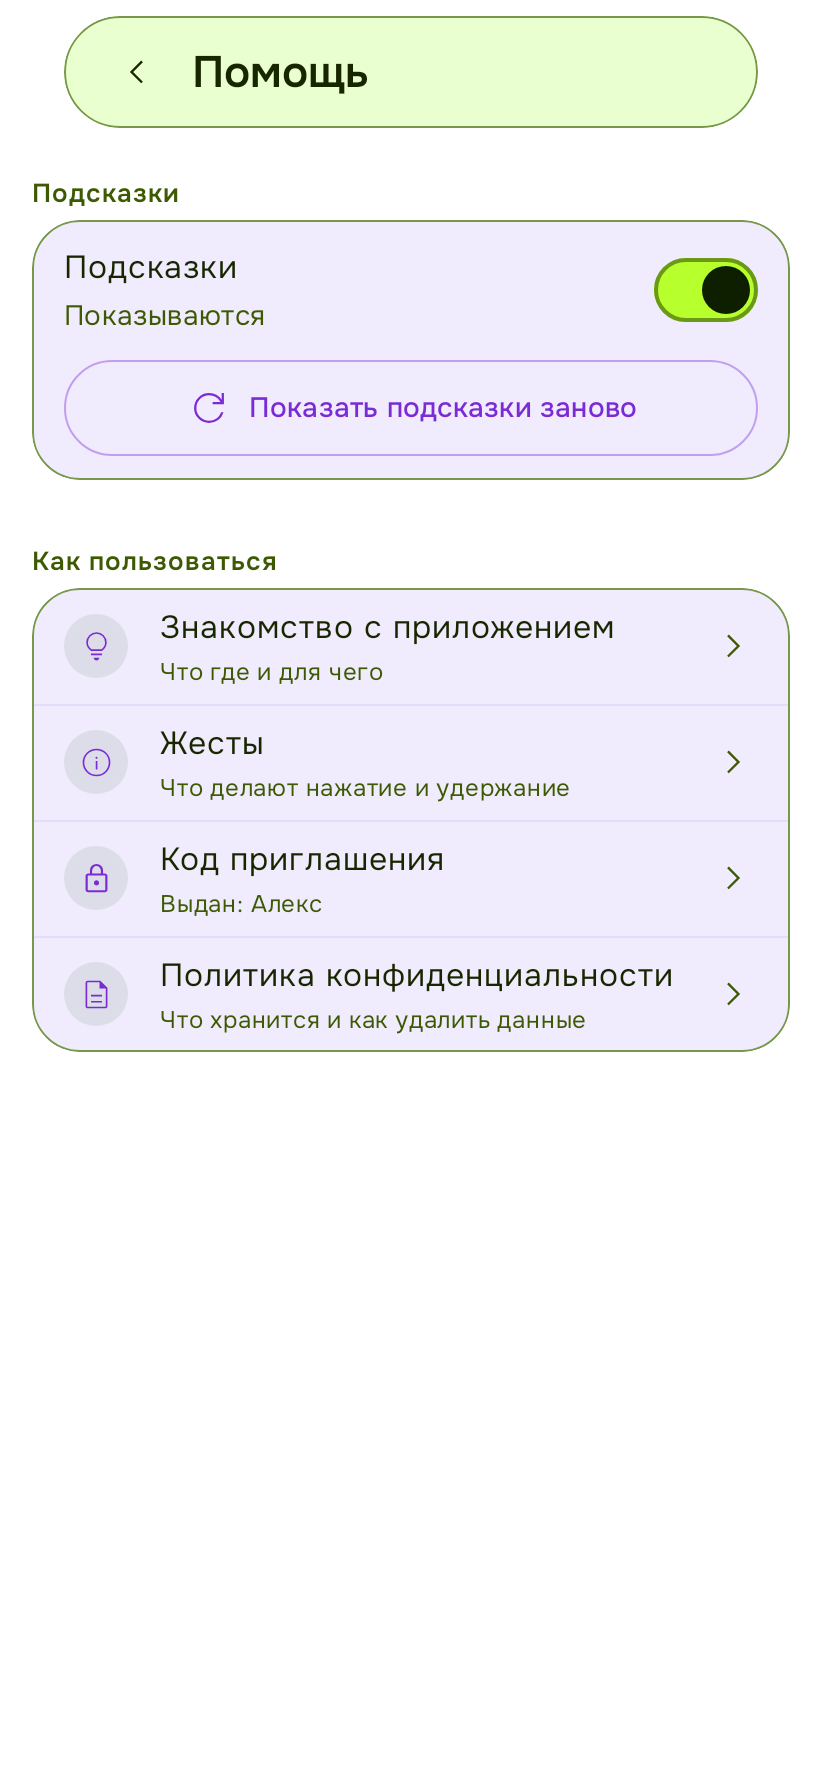 Помощь
Подсказки
Подсказки
Показываются
Показать подсказки заново
Как пользоваться
Знакомство с приложением
Что где и для чего
Жесты
Что делают нажатие и удержание
Код приглашения
Выдан: Алекс
Политика конфиденциальности
Что хранится и как удалить данные